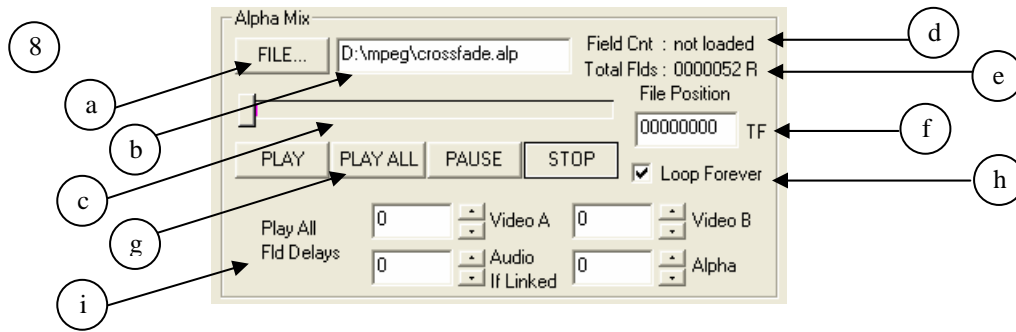 Alpha Mix
8
FILE...
D:\mpeg\crossfade.alp
Field Cnt : not loaded
d
Total Flds : 0000052 R
e
a
File Position
b
00000000 TF
f
PLAY
PLAY ALL
PAUSE
STOP
c
Loop Forever
h
g
Play All
Fld Delays
0
Video A
0
Video B
0
Audio
If Linked
0
Alpha
i